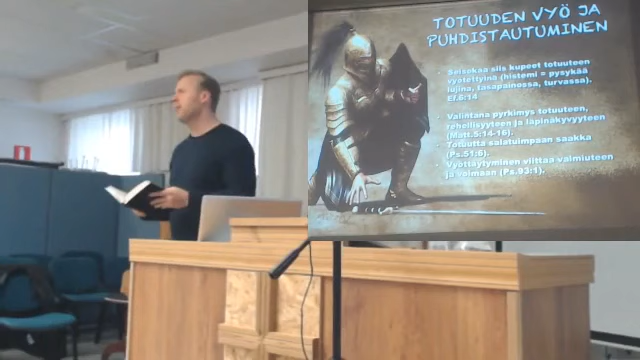 TOTUUDEN VYÖ JA
PUHDISTAUTUMINEN
Seisokaa siis kupeet totuuteen
vyötettyinä (histemi = pysykää
lujina, tasapainossa, turvassa).
Ef.6:14
Valintana pyrkimys totuuteen,
rehellisyyteen ja läpinäkyvyyteen
(Matt.5:14-16).
Totuutta salatuimpaan saakka
(Ps.51:6).
Vyöttäytyminen viittaa valmiuteen
ja voimaan (Ps.93:1).